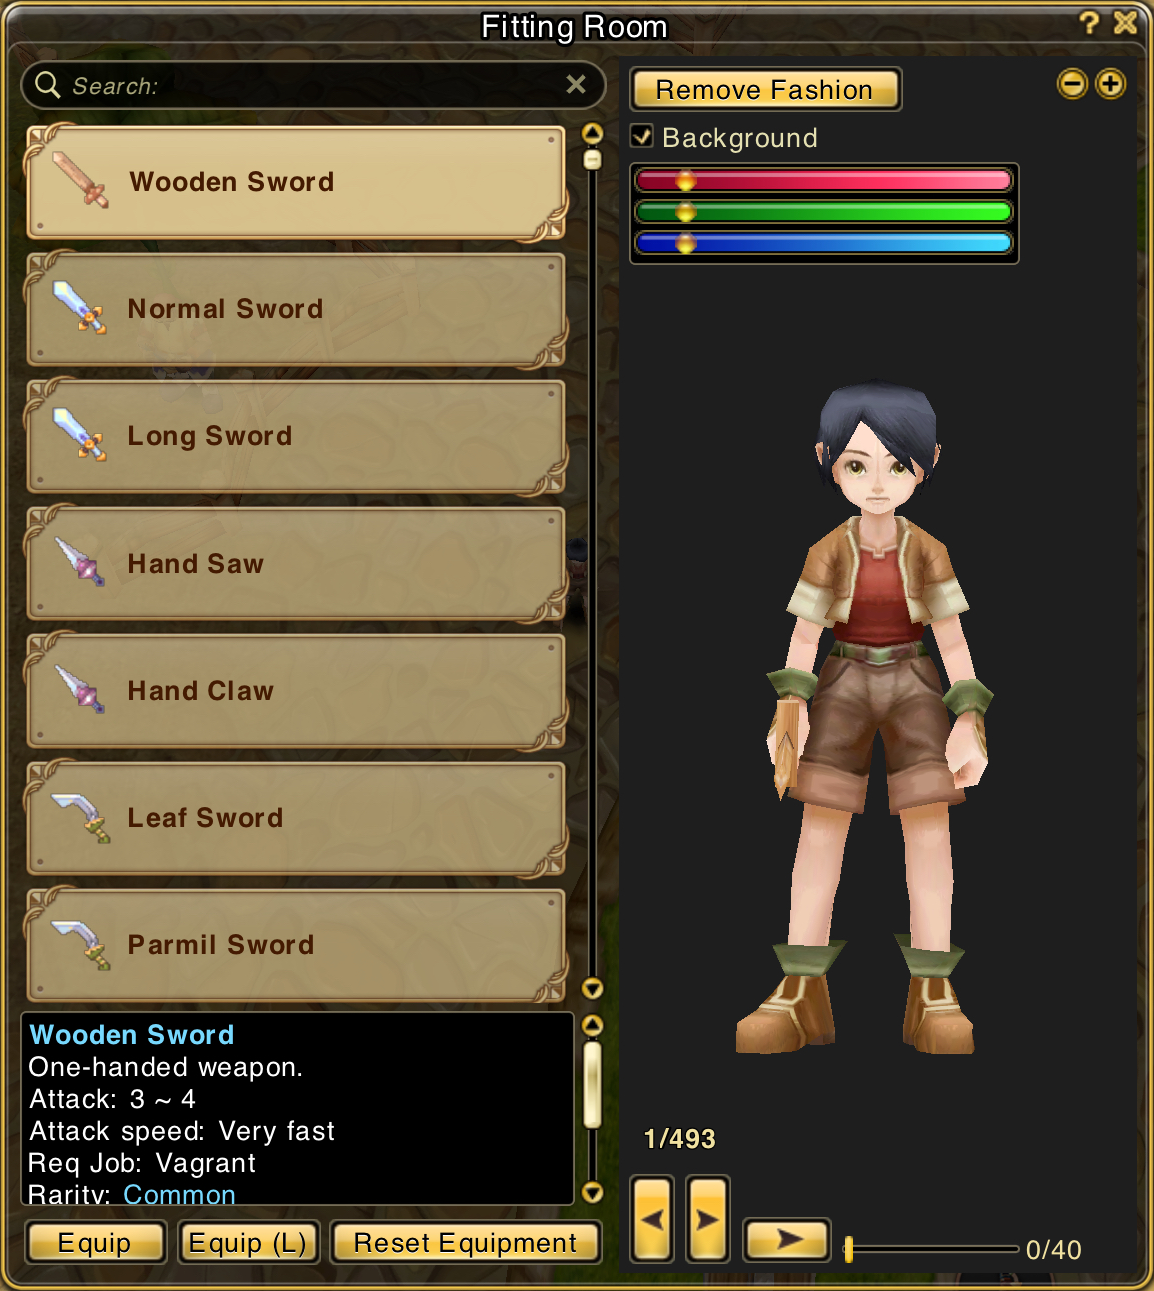 Fitting Room
?
Search:
Wooden Sword
Normal Sword
Long Sword
Hand Saw
Hand Claw
Leaf Sword
Parmil Sword
Wooden Sword
One-handed weapon.
Attack: 3 ~ 4
Attack speed: Very fast
Req Job: Vagrant
Rarity: Common
Equip
Equip (L)
Reset Equipment
Remove Fashion
Background
1/493
0/40